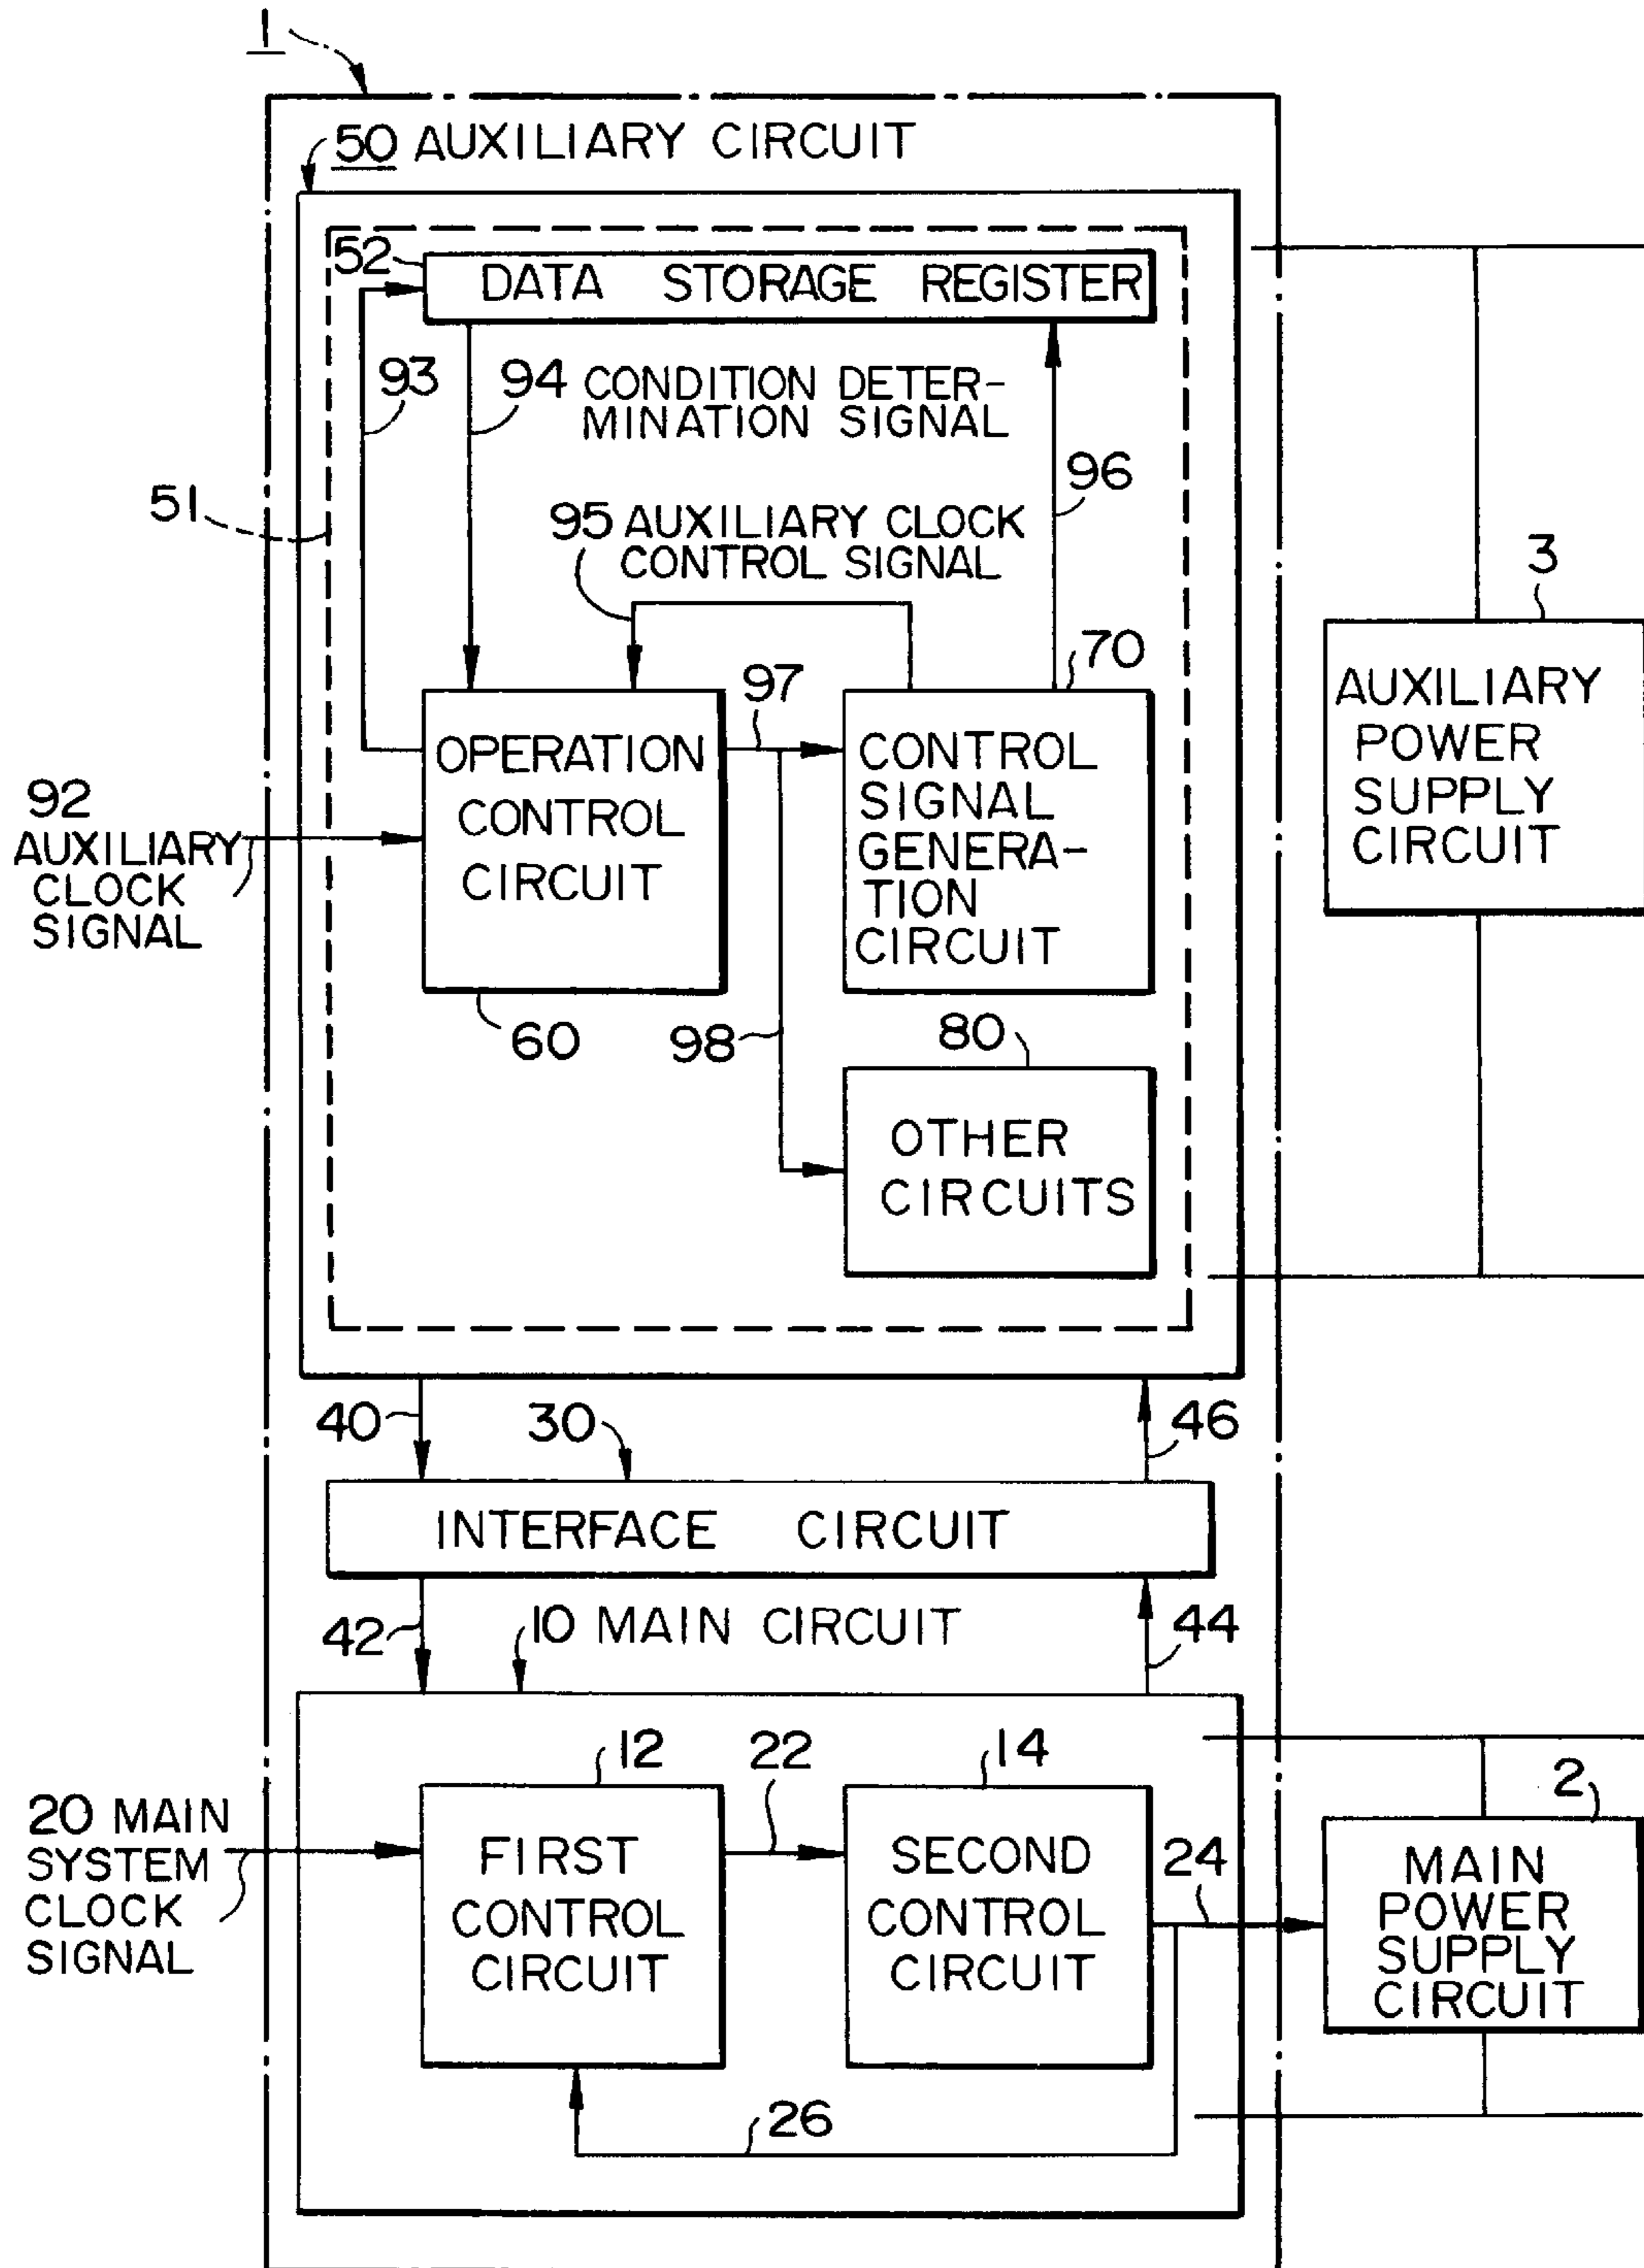 1
50 AUXILIARY CIRCUIT
52
DATA STORAGE REGISTER
93
94 CONDITION DETER-
MINATION SIGNAL
96
51
95 AUXILIARY CLOCK
CONTROL SIGNAL
3
AUXILIARY
POWER
SUPPLY
CIRCUIT
97
70
OPERATION
CONTROL
CIRCUIT
CONTROL
SIGNAL
GENERA-
TION
CIRCUIT
92
AUXILIARY
CLOCK
SIGNAL
60
98
80
OTHER
CIRCUITS
40
30
46
INTERFACE CIRCUIT
42
10 MAIN CIRCUIT
44
12
22
14
2
20 MAIN
SYSTEM
CLOCK
SIGNAL
FIRST
CONTROL
CIRCUIT
SECOND
CONTROL
CIRCUIT
24
MAIN
POWER
SUPPLY
CIRCUIT
26